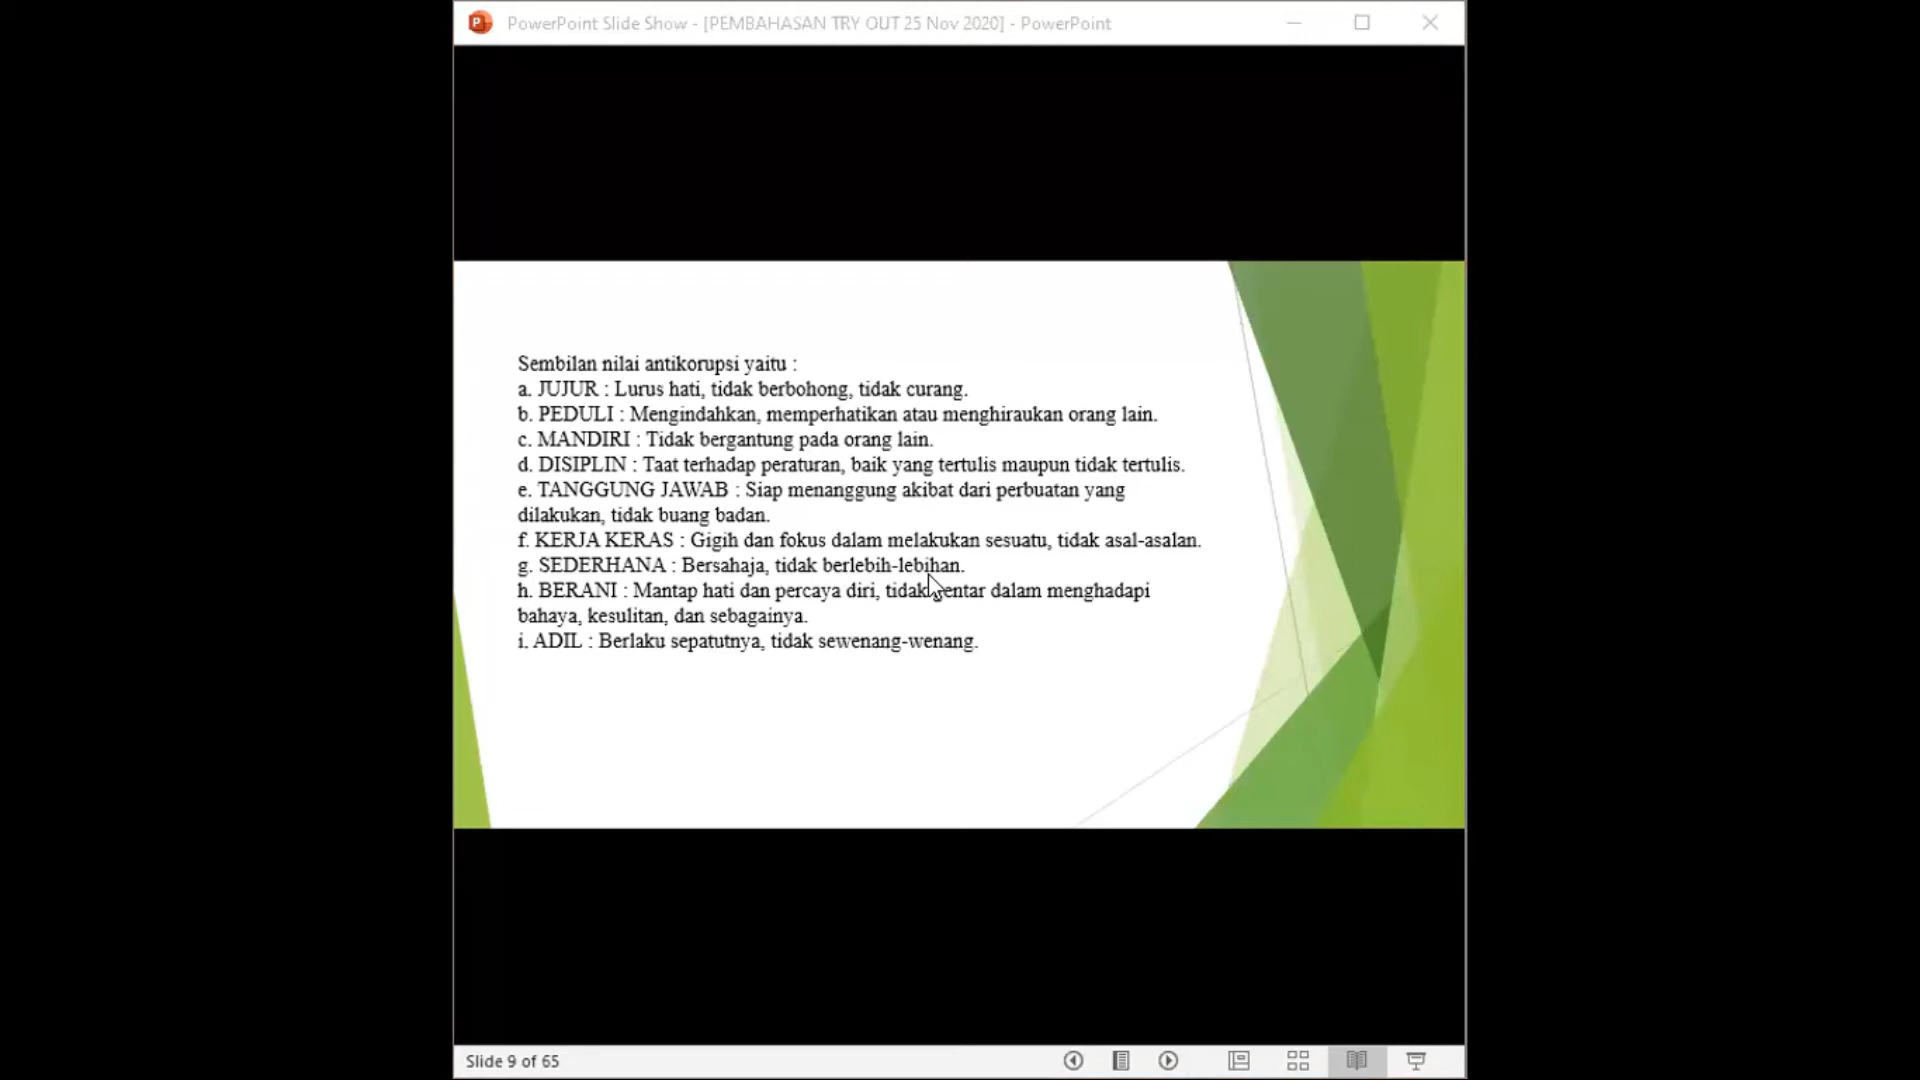 PowerPoint Slide Show - [PEMBAHASAN TRY OUT 25 Nov 2020] - PowerPoint
Sembilan nilai antikorupsi yaitu :
a. JUJUR : Lurus hati, tidak berbohong, tidak curang.
b. PEDULI : Mengindahkan, memperhatikan atau menghiraukan orang lain.
c. MANDIRI : Tidak bergantung pada orang lain.
d. DISIPLIN : Taat terhadap peraturan, baik yang tertulis maupun tidak tertulis.
e. TANGGUNG JAWAB : Siap menanggung akibat dari perbuatan yang
dilakukan, tidak buang badan.
f. KERJA KERAS : Gigih dan fokus dalam melakukan sesuatu, tidak asal-asalan.
g. SEDERHANA : Bersahaja, tidak berlebih-lebihan.
h. BERANI : Mantap hati dan percaya diri, tidak dalam menghadapi
bahaya, kesulitan, dan sebagainya.
i. ADIL : Berlaku sepatutnya, tidak sewenang-wenang.
Slide 9 of 65